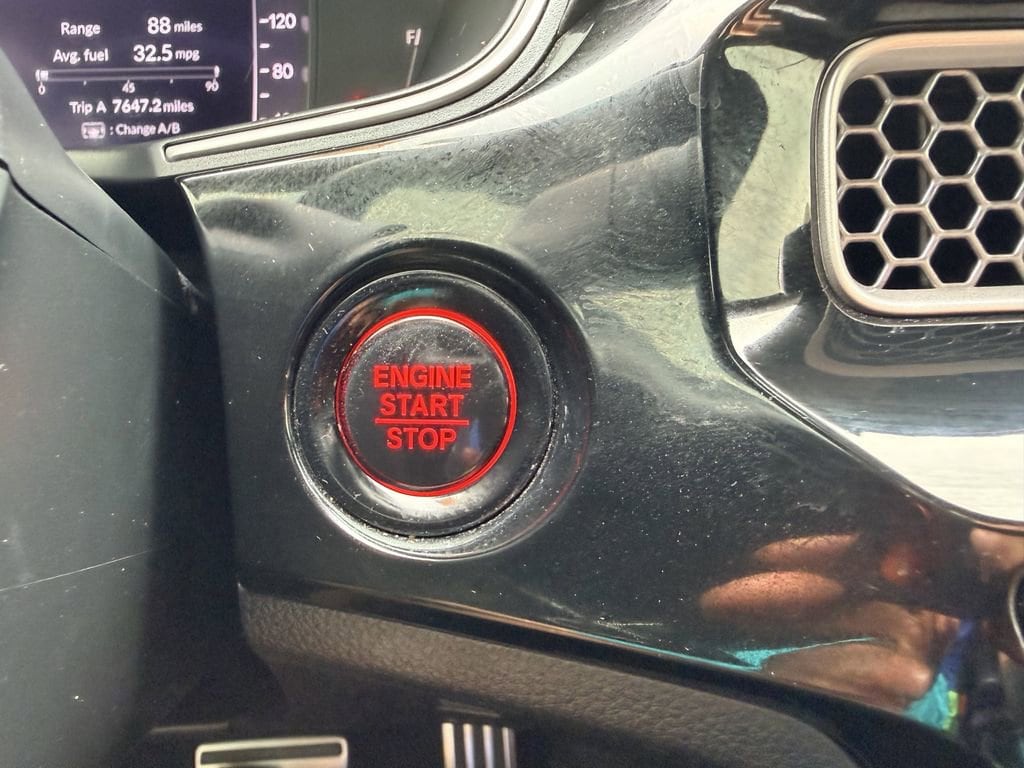 Range 88 miles
Avg. fuel 32.5 mpg
0 45 90
Trip A 7647.2 miles
: Change A/B
120
80
F
ENGINE
START
STOP